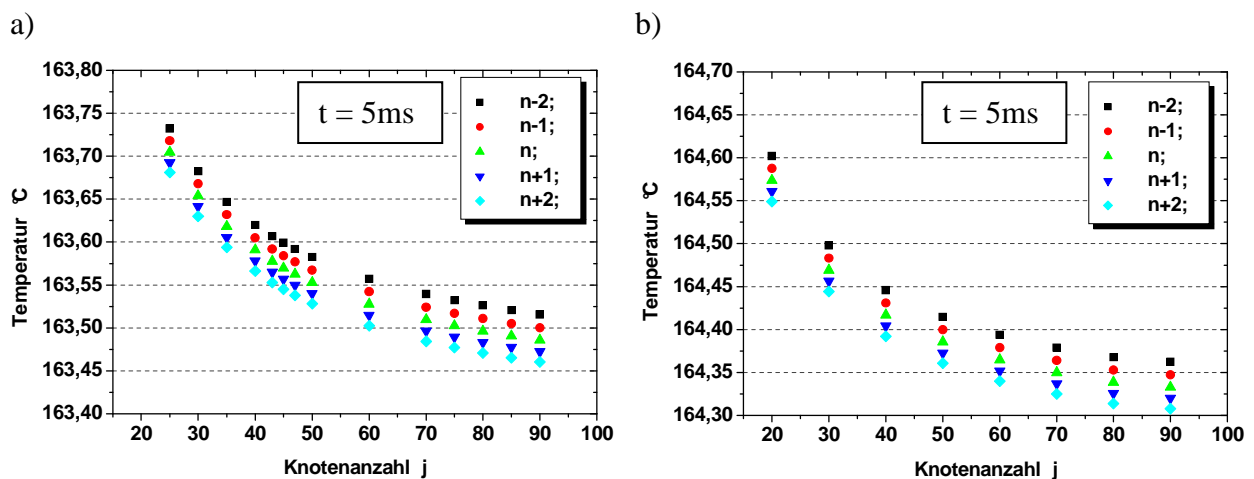 a)
163,80
163,75
163,70
163,65
163,60
163,55
163,50
163,45
163,40
Temperatur °C
20 30 40 50 60 70 80 90 100
Knotenanzahl j
t = 5ms
n-2;
n-1;
n;
n+1;
n+2;
b)
164,70
164,65
164,60
164,55
164,50
164,45
164,40
164,35
164,30
Temperatur °C
20 30 40 50 60 70 80 90 100
Knotenanzahl j
t = 5ms
n-2;
n-1;
n;
n+1;
n+2;